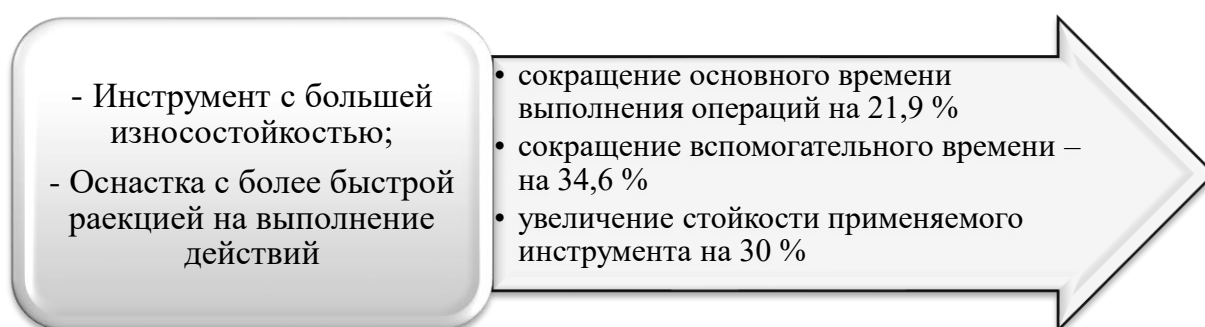 - Инструмент с большей
износостойкостью;
- Оснастка с более быстрой
раекцией на выполнение
действий
• сокращение основного времени
выполнения операций на 21,9 %
• сокращение вспомогательного времени –
на 34,6 %
• увеличение стойкости применяемого
инструмента на 30 %